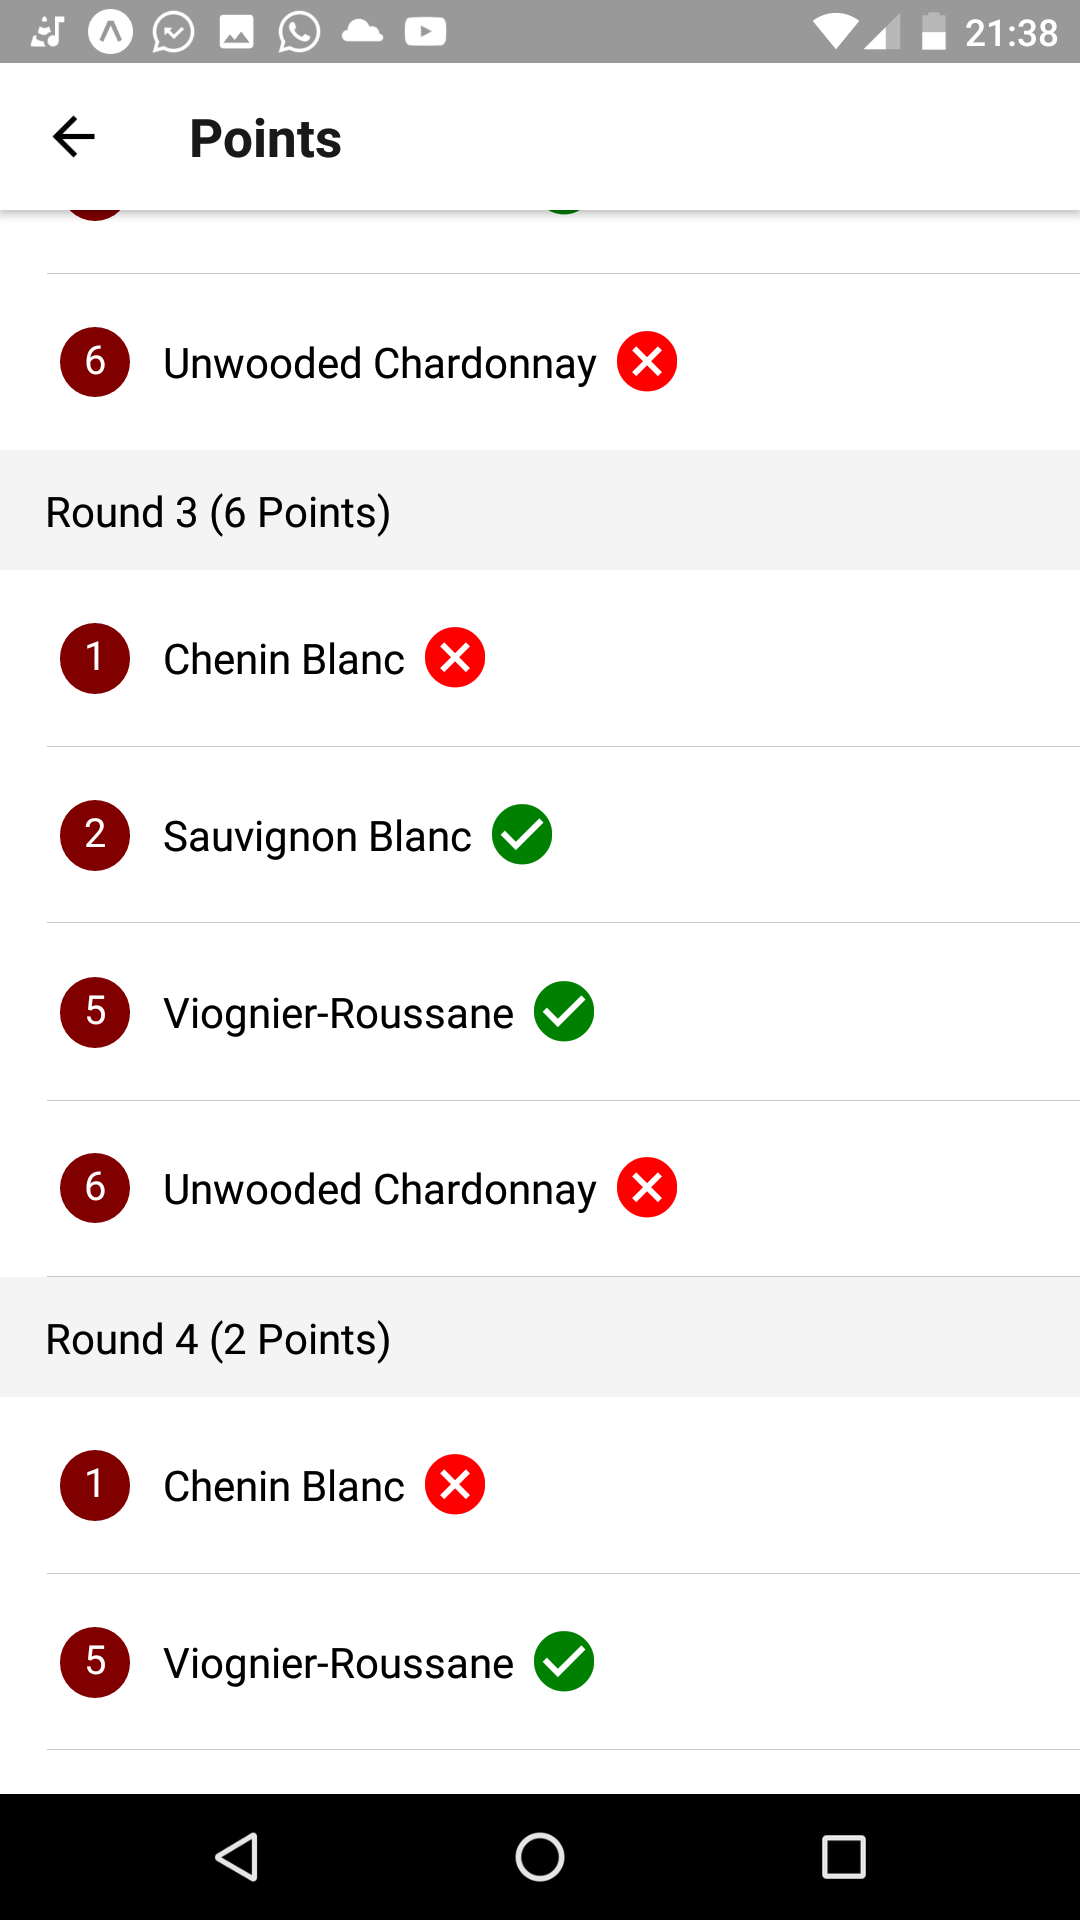 21:38
Points
6 Unwooded Chardonnay
Round 3 (6 Points)
1 Chenin Blanc
2 Sauvignon Blanc
5 Viognier-Roussane
6 Unwooded Chardonnay
Round 4 (2 Points)
1 Chenin Blanc
5 Viognier-Roussane